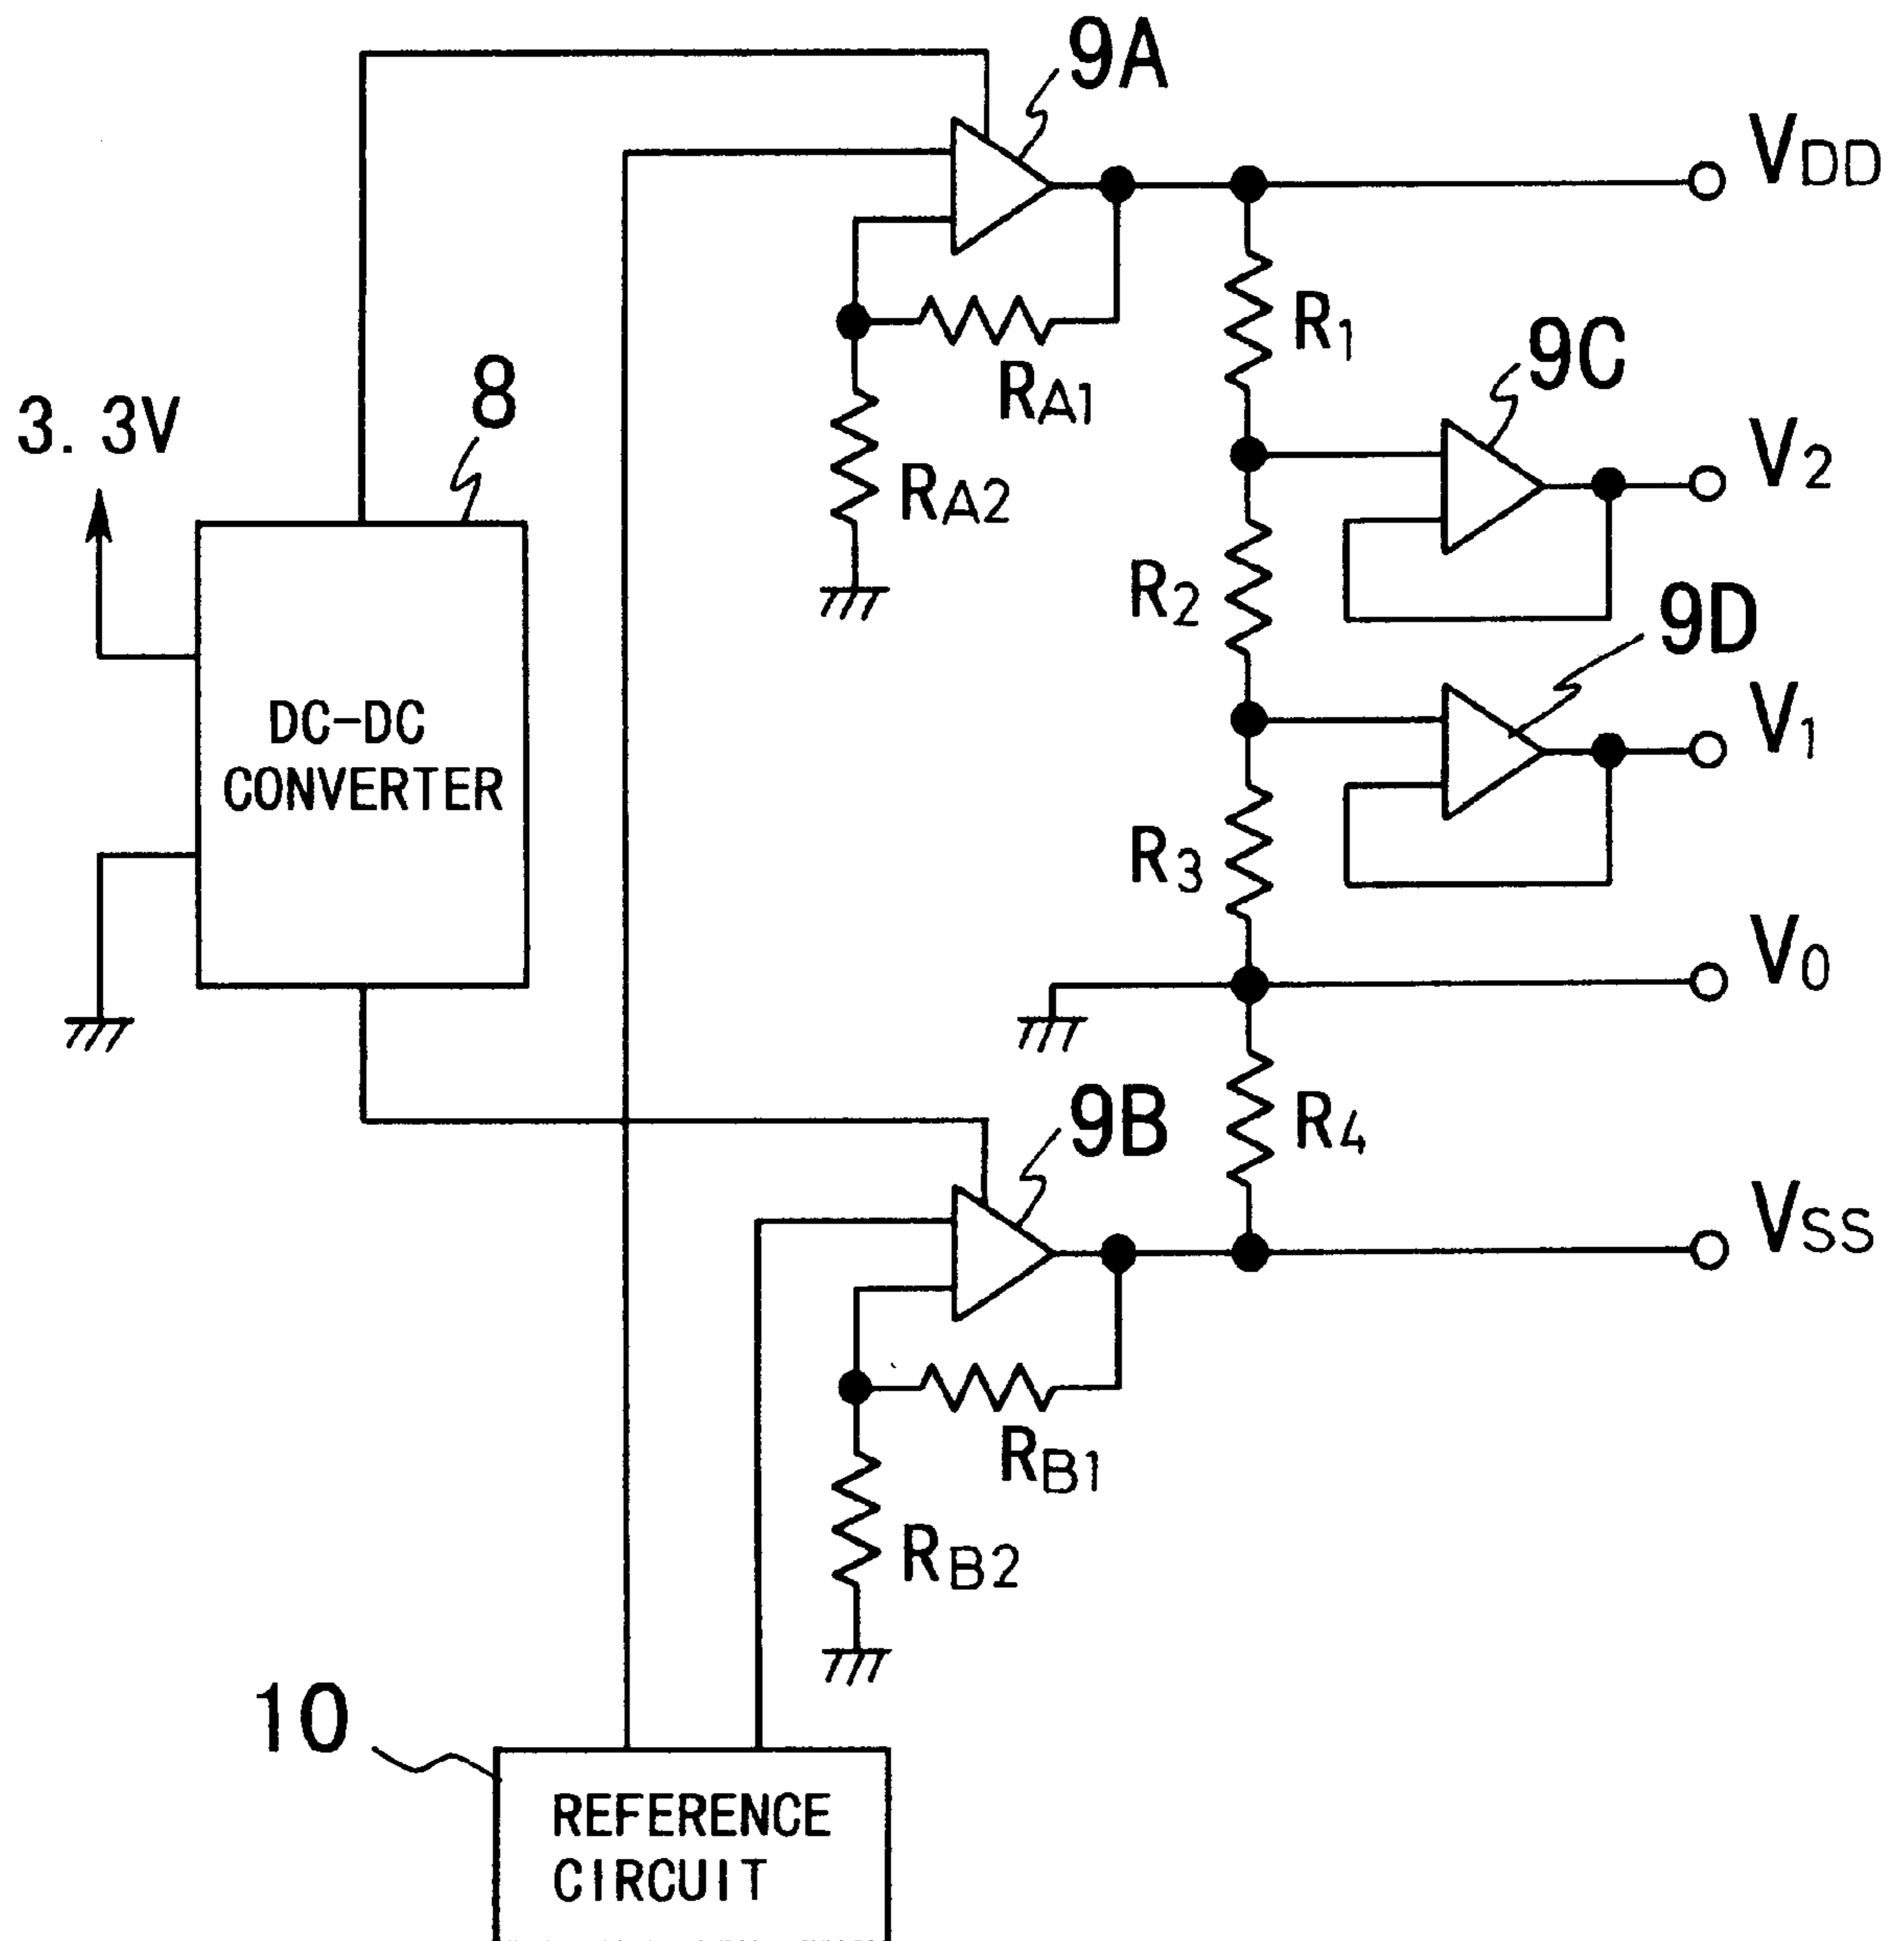 9A
VDD
R1
9C
8
RA1
3. 3V
V2
RA2
R2
9D
V1
DC-DC
CONVERTER
R3
V0
9B
R4
VSS
RB1
RB2
10
REFERENCE
CIRCUIT